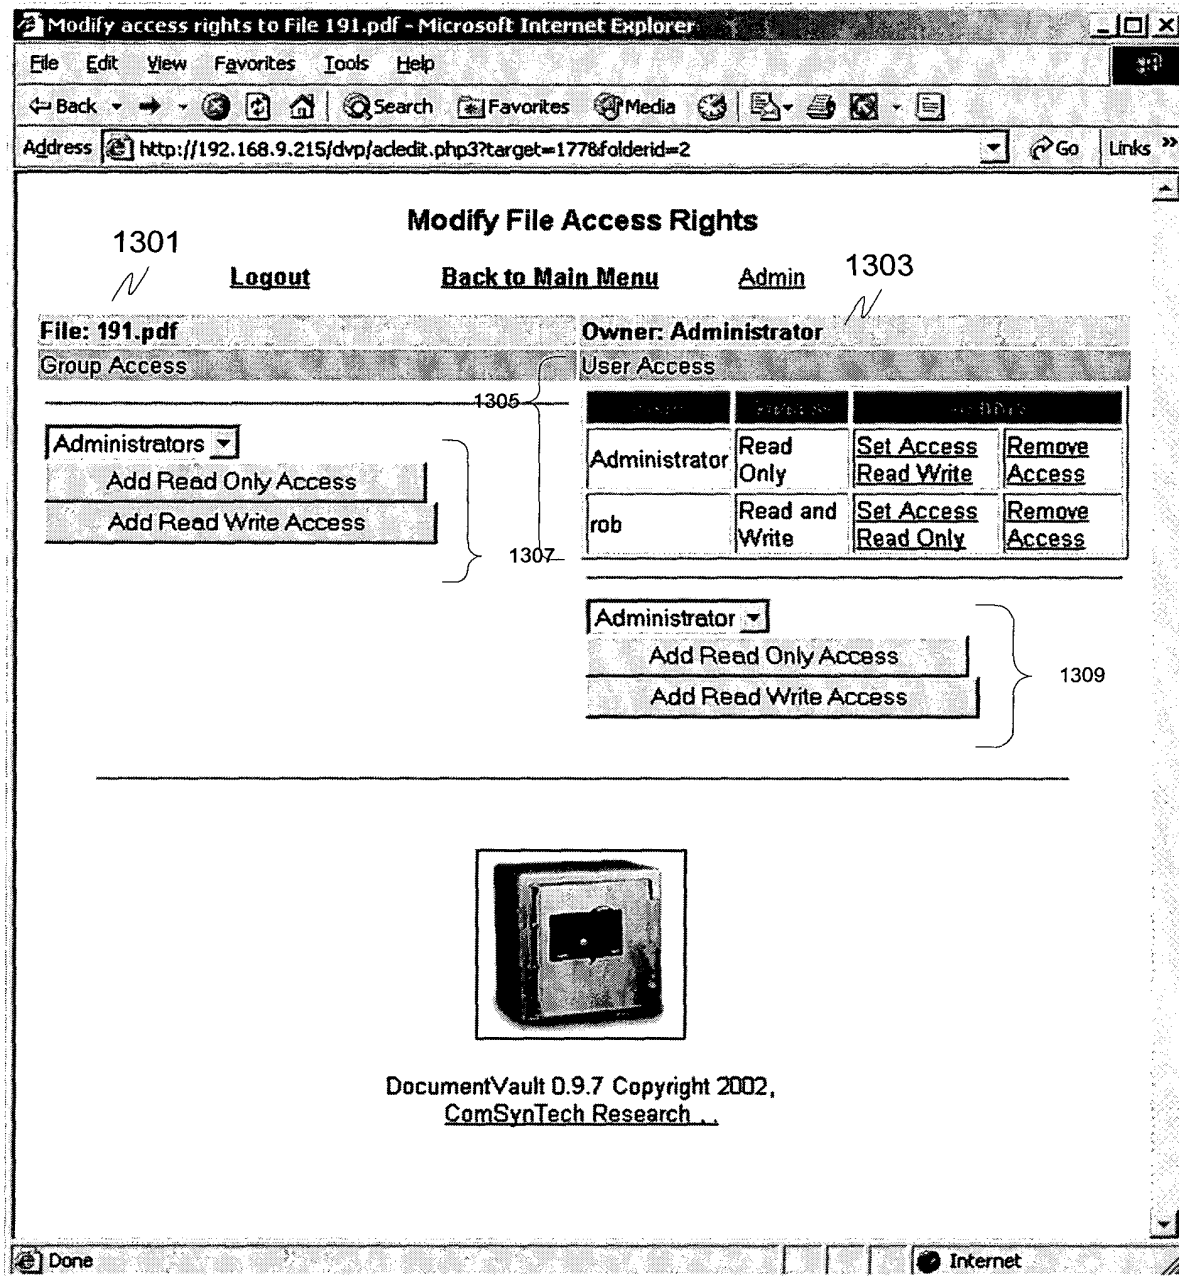 Modify access rights to File 191.pdf - Microsoft Internet Explorer
File Edit View Favorites Tools Help
Back Search Favorites Media
Address http://192.168.9.215/dvp/acledit.php3?target=177&folderid=2 Go Links »
Modify File Access Rights
1301
1303
Logout Back to Main Menu Admin
File: 191.pdf Owner: Administrator
Group Access User Access
1305
Administrators
Add Read Only Access
Add Read Write Access
1307
Administrator Read Only Set Access Read Write Remove Access
rob Read and Write Set Access Read Only Remove Access
Administrator
Add Read Only Access
Add Read Write Access
1309
DocumentVault 0.9.7 Copyright 2002,
ComSynTech Research . .
Done Internet